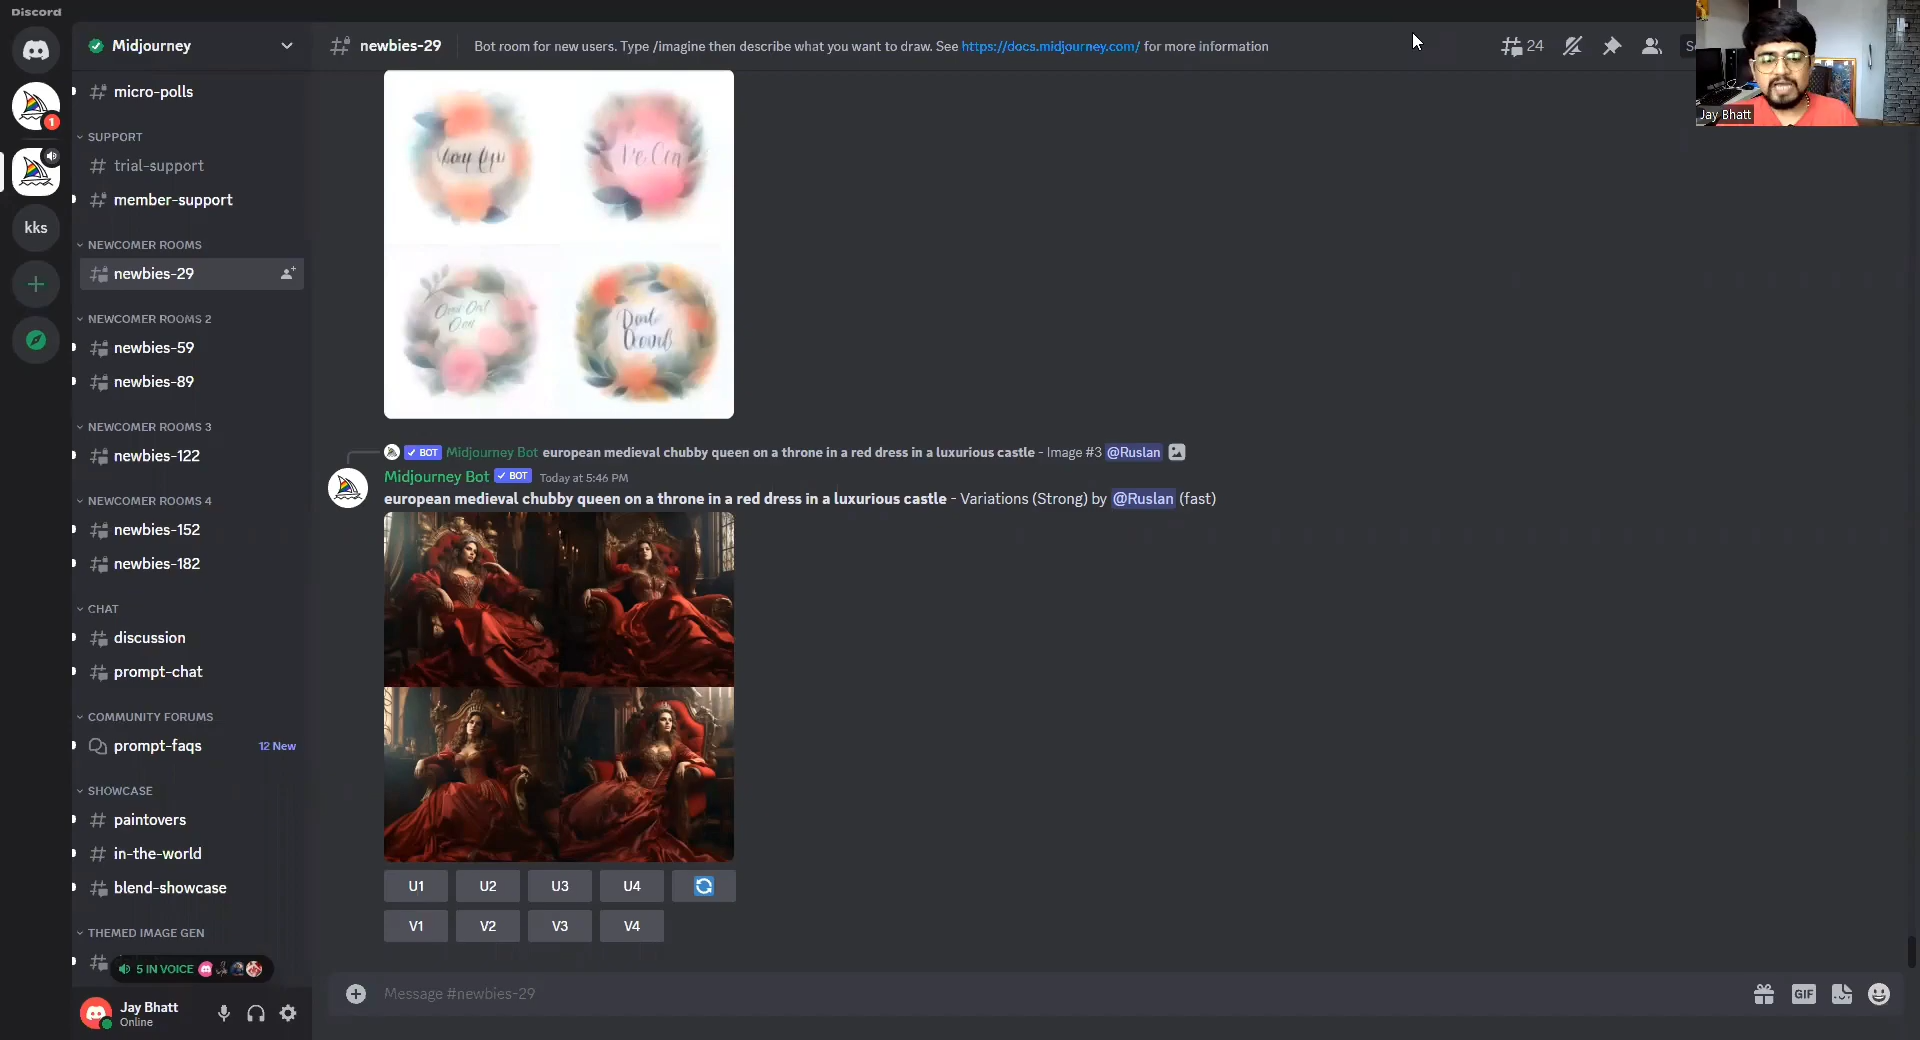 Discord
Midjourney
newbies-29
Bot room for new users. Type /imagine then describe what you want to draw. See https://docs.midjourney.com/ for more information
24
Jay Bhatt
1
kks
micro-polls
SUPPORT
trial-support
member-support
NEWCOMER ROOMS
newbies-29
NEWCOMER ROOMS 2
newbies-59
newbies-89
NEWCOMER ROOMS 3
newbies-122
NEWCOMER ROOMS 4
newbies-152
newbies-182
CHAT
discussion
prompt-chat
COMMUNITY FORUMS
prompt-faqs
12 New
SHOWCASE
paintovers
in-the-world
blend-showcase
THEMED IMAGE GEN
5 IN VOICE
Jay Bhatt
Online
BOT Midjourney Bot european medieval chubby queen on a throne in a red dress in a luxurious castle - Image #3 @Ruslan
Midjourney Bot BOT Today at 5:46 PM
european medieval chubby queen on a throne in a red dress in a luxurious castle - Variations (Strong) by @Ruslan (fast)
U1 U2 U3 U4
V1 V2 V3 V4
Message #newbies-29
GIF